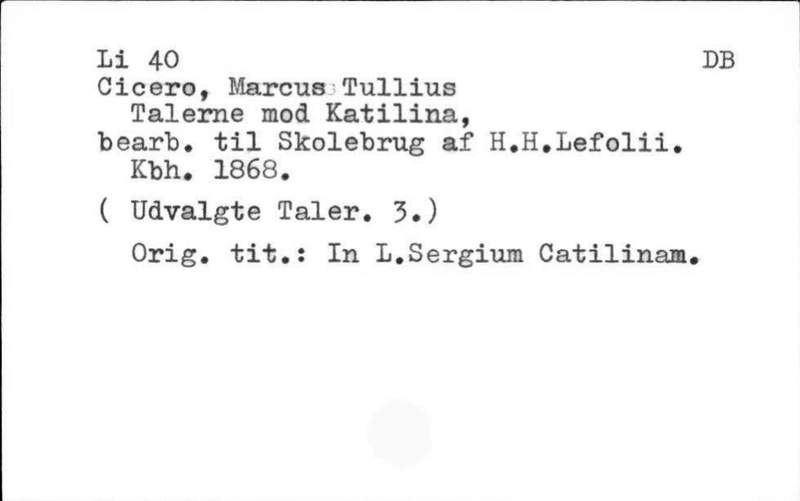 Li 40 DB
Cicero, Marcus Tullius
Talerne mod Katilina,
bearb. til Skolebrug af H.H.Lefolii.
Kbh. 1868.
( Udvalgte Taler. 3.)
Orig. tit.: In L.Sergium Catilinam.